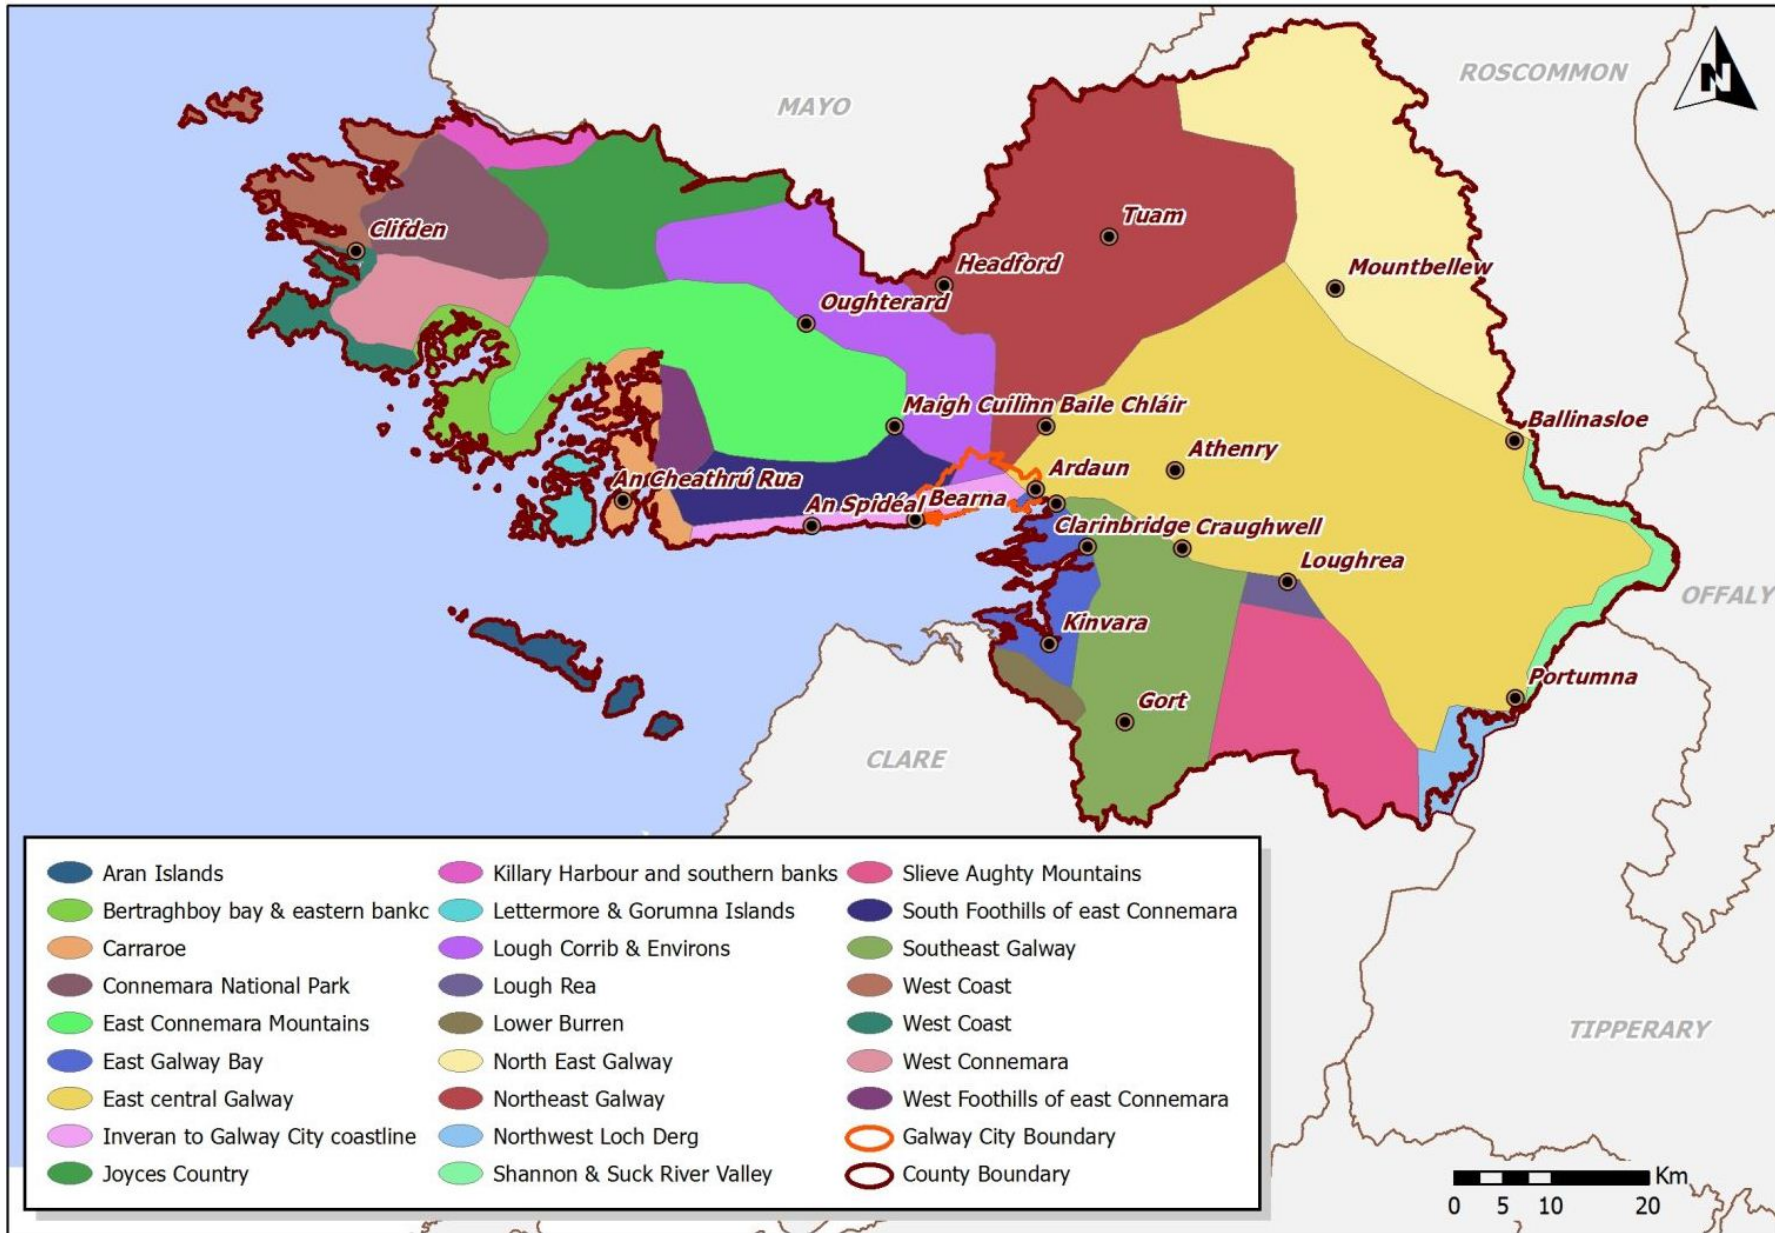 N
ROSCOMMON
MAYO
Tuam
Clifden
Headford
Mountbellew
Oughterard
Maigh Cuilinn
Baile Chláir
Ballinasloe
Athenry
Ardaun
An Cheathrú Rua
An Spidéal
Bearna
Clarinbridge
Craughwell
Loughrea
OFFALY
Kinvara
Portumna
Gort
CLARE
TIPPERARY
Aran Islands
Bertraghboy bay & eastern bankc
Carraroe
Connemara National Park
East Connemara Mountains
East Galway Bay
East central Galway
Inveran to Galway City coastline
Joyces Country
Killary Harbour and southern banks
Lettermore & Gorumna Islands
Lough Corrib & Environs
Lough Rea
Lower Burren
North East Galway
Northeast Galway
Northwest Loch Derg
Shannon & Suck River Valley
Slieve Aughty Mountains
South Foothills of east Connemara
Southeast Galway
West Coast
West Coast
West Connemara
West Foothills of east Connemara
Galway City Boundary
County Boundary
Km
0 5 10 20